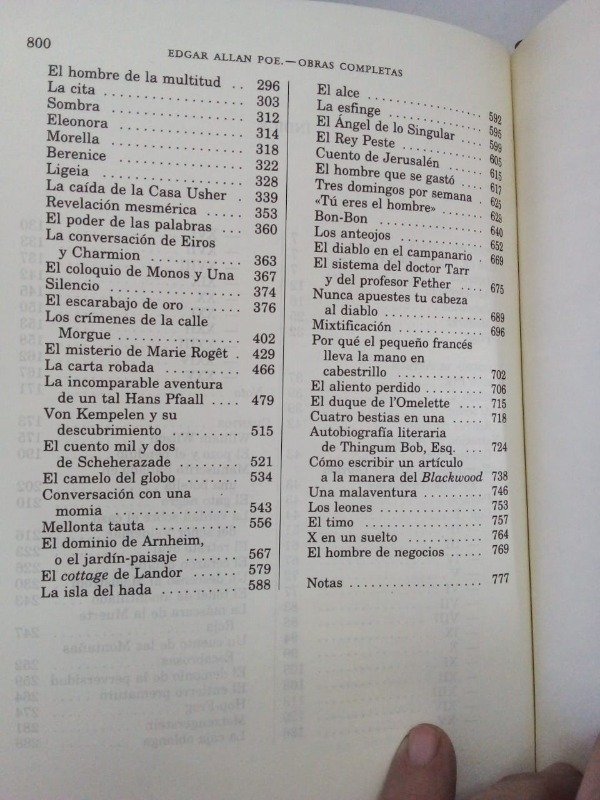 800
EDGAR ALLAN POE.—OBRAS COMPLETAS
El hombre de la multitud .. 296
La cita .................. 303
Sombra .................. 312
Eleonora ................. 314
Morella .................. 318
Berenice ................. 322
Ligeia ................... 328
La caída de la Casa Usher . 339
Revelación mesmérica ...... 353
El poder de las palabras .... 360
La conversación de Eiros
y Charmion ............. 363
El coloquio de Monos y Una 367
Silencio .................. 374
El escarabajo de oro ....... 376
Los crímenes de la calle
Morgue ................. 402
El misterio de Marie Rogêt . 429
La carta robada ........... 466
La incomparable aventura
de un tal Hans Pfaall .... 479
Von Kempelen y su
descubrimiento .......... 515
El cuento mil y dos
de Scheherazade ......... 521
El camelo del globo ........ 534
Conversación con una
momia .................. 543
Mellonta tauta ............ 556
El dominio de Arnheim,
o el jardín-paisaje ....... 567
El cottage de Landor ...... 579
La isla del hada ........... 588
El alce ................... 592
La esfinge ................ 595
El Ángel de lo Singular .... 599
El Rey Peste .............. 605
Cuento de Jerusalén ....... 615
El hombre que se gastó .... 617
Tres domingos por semana . 625
«Tú eres el hombre» ....... 628
Bon-Bon ................. 640
Los anteojos .............. 652
El diablo en el campanario . 669
El sistema del doctor Tarr
y del profesor Fether .... 675
Nunca apuestes tu cabeza
al diablo ................ 689
Mixtificación .............. 696
Por qué el pequeño francés
lleva la mano en
cabestrillo .............. 702
El aliento perdido .......... 706
El duque de l'Omelette ..... 715
Cuatro bestias en una ...... 718
Autobiografía literaria
de Thingum Bob, Esq. ... 724
Cómo escribir un artículo
a la manera del Blackwood 738
Una malaventura .......... 746
Los leones ................ 753
El timo .................. 757
X en un suelto ............ 764
El hombre de negocios ..... 769
Notas .................... 777